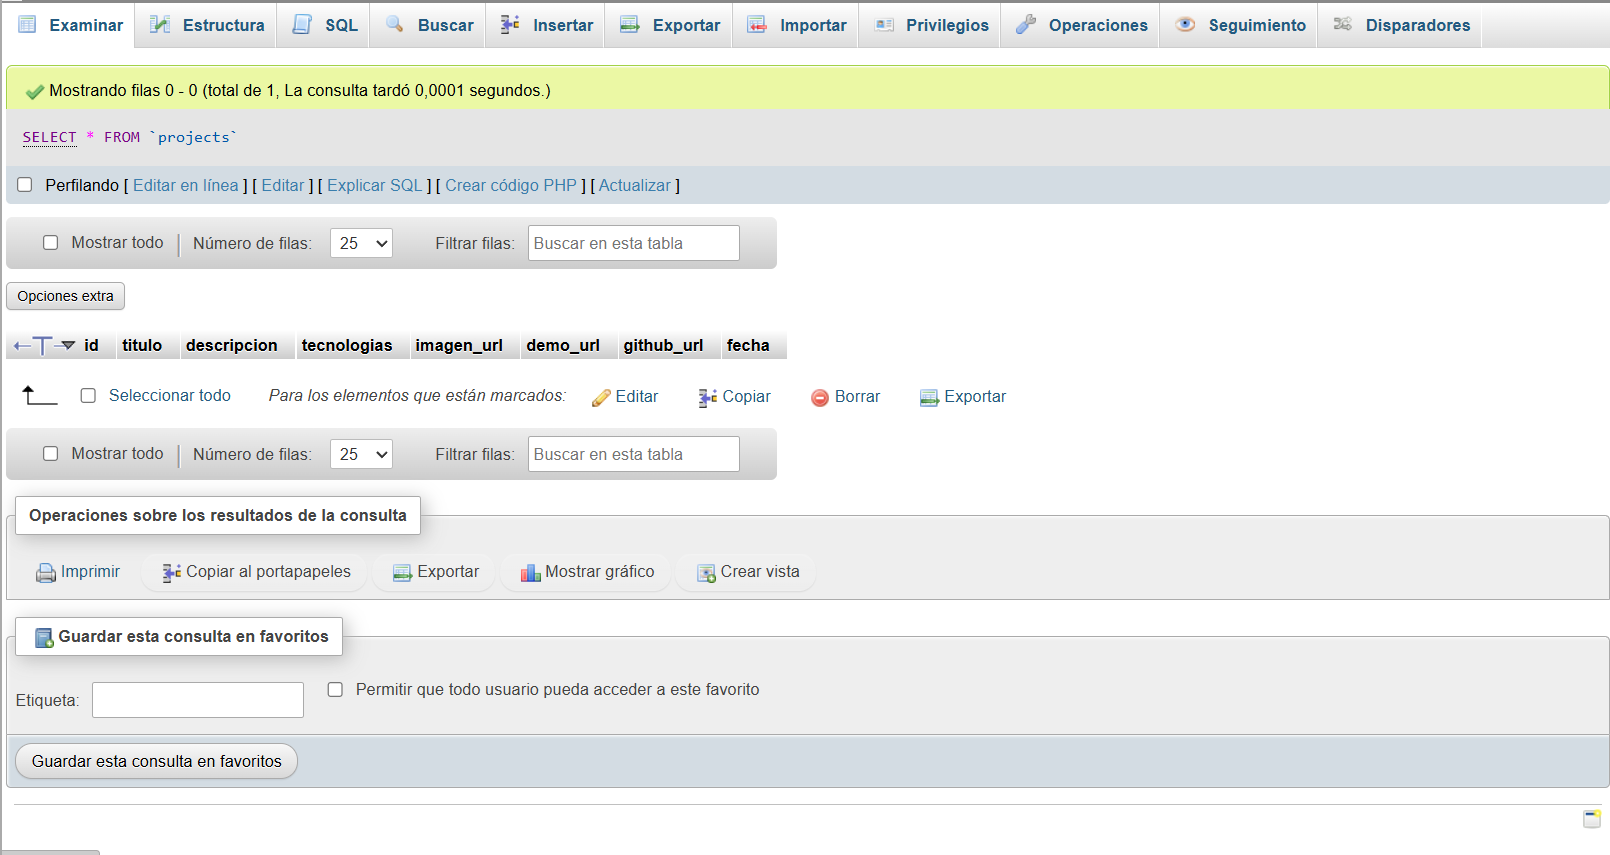 Examinar Estructura SQL Buscar Insertar Exportar Importar Privilegios Operaciones Seguimiento Disparadores
Mostrando filas 0 - 0 (total de 1, La consulta tardó 0,0001 segundos.)
SELECT * FROM `projects`
Perfilando [ Editar en línea ] [ Editar ] [ Explicar SQL ] [ Crear código PHP ] [ Actualizar ]
Mostrar todo | Número de filas: 25 Filtrar filas: Buscar en esta tabla
Opciones extra
id titulo descripcion tecnologias imagen_url demo_url github_url fecha
Seleccionar todo Para los elementos que están marcados: Editar Copiar Borrar Exportar
Mostrar todo | Número de filas: 25 Filtrar filas: Buscar en esta tabla
Operaciones sobre los resultados de la consulta
Imprimir Copiar al portapapeles Exportar Mostrar gráfico Crear vista
Guardar esta consulta en favoritos
Etiqueta: Permitir que todo usuario pueda acceder a este favorito
Guardar esta consulta en favoritos